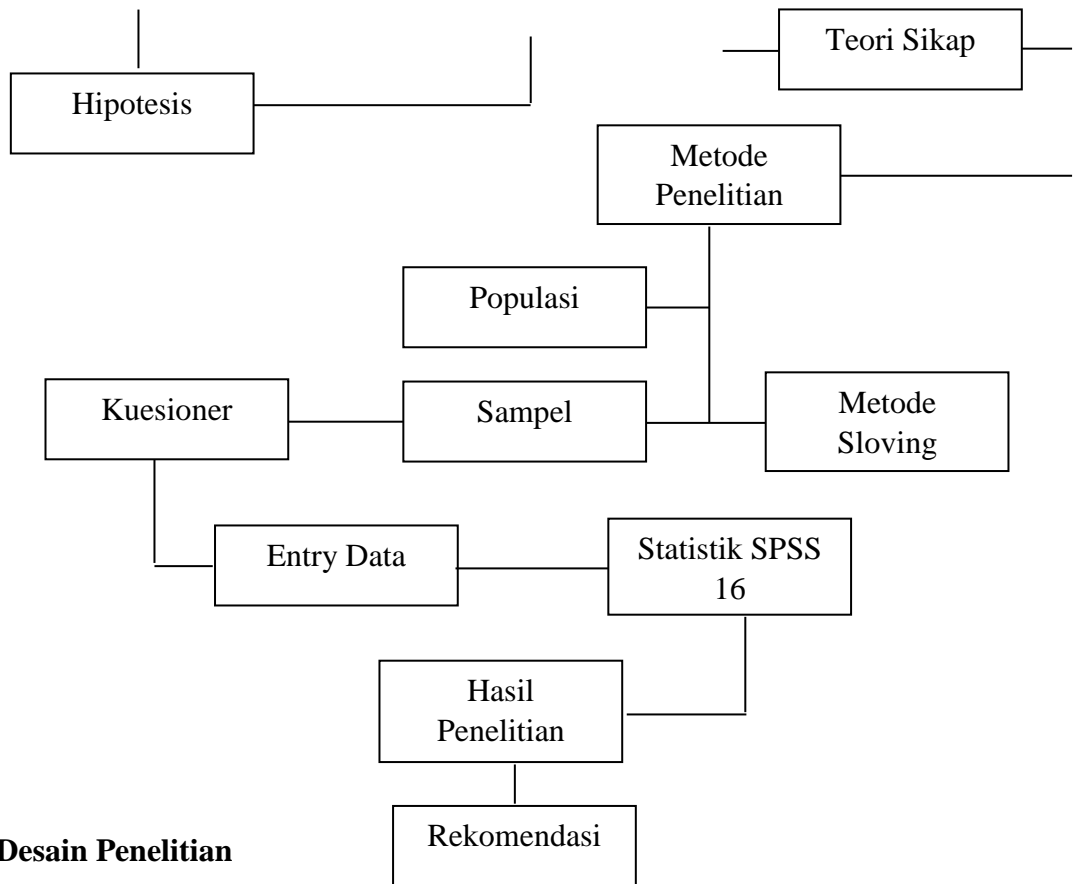 Teori Sikap
Hipotesis
Metode
Penelitian
Populasi
Kuesioner
Sampel
Metode
Sloving
Entry Data
Statistik SPSS
16
Hasil
Penelitian
Rekomendasi
Desain Penelitian